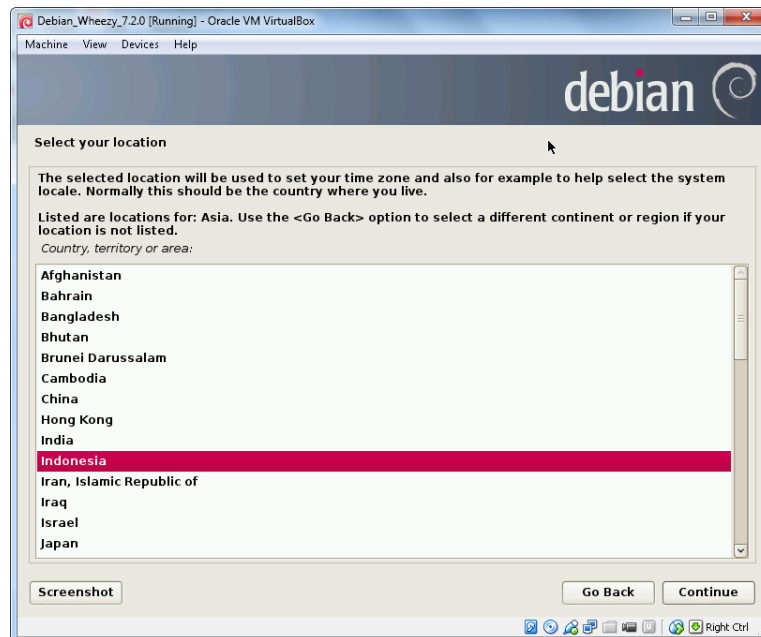 Debian_Wheezy_7.2.0 [Running] - Oracle VM VirtualBox
Machine View Devices Help
debian
Select your location
The selected location will be used to set your time zone and also for example to help select the system
locale. Normally this should be the country where you live.
Listed are locations for: Asia. Use the <Go Back> option to select a different continent or region if your
location is not listed.
Country, territory or area:
Afghanistan
Bahrain
Bangladesh
Bhutan
Brunei Darussalam
Cambodia
China
Hong Kong
India
Indonesia
Iran, Islamic Republic of
Iraq
Israel
Japan
Screenshot
Go Back
Continue
Right Ctrl